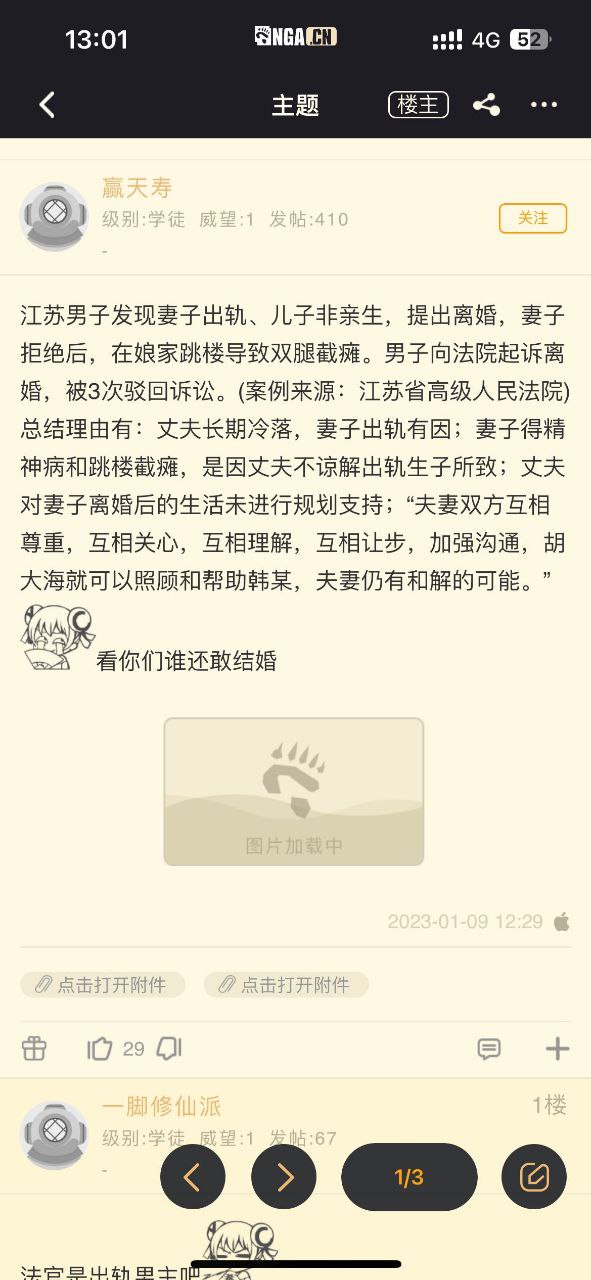 13:01
NGA.CN
4G
52
主题
楼主
赢天寿
级别:学徒 威望:1 发帖:410
关注
-
江苏男子发现妻子出轨、儿子非亲生，提出离婚，妻子
拒绝后，在娘家跳楼导致双腿截瘫。男子向法院起诉离
婚，被3次驳回诉讼。(案例来源：江苏省高级人民法院)
总结理由有：丈夫长期冷落，妻子出轨有因；妻子得精
神病和跳楼截瘫，是因丈夫不谅解出轨生子所致；丈夫
对妻子离婚后的生活未进行规划支持；“夫妻双方互相
尊重，互相关心，互相理解，互相让步，加强沟通，胡
大海就可以照顾和帮助韩某，夫妻仍有和解的可能。”
看你们谁还敢结婚
图片加载中
2023-01-09 12:29
点击打开附件 点击打开附件
29
一脚修仙派
1楼
级别:学徒 威望:1 发帖:67
-
1/3
法官是出轨男主吧